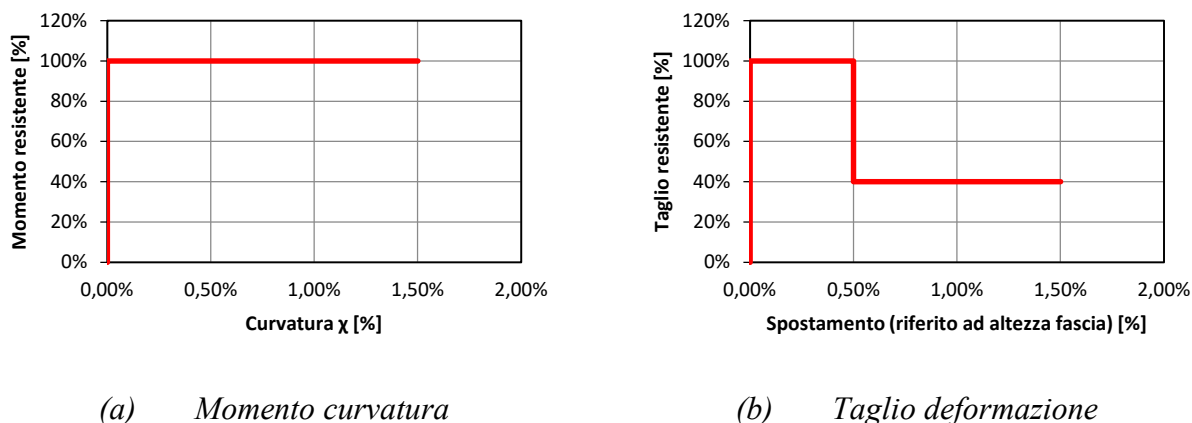 120%
100%
80%
60%
40%
20%
0%
Momento resistente [%]
0,00% 0,50% 1,00% 1,50% 2,00%
Curvatura χ [%]
120%
100%
80%
60%
40%
20%
0%
Taglio resistente [%]
0,00% 0,50% 1,00% 1,50% 2,00%
Spostamento (riferito ad altezza fascia) [%]
(a) Momento curvatura
(b) Taglio deformazione